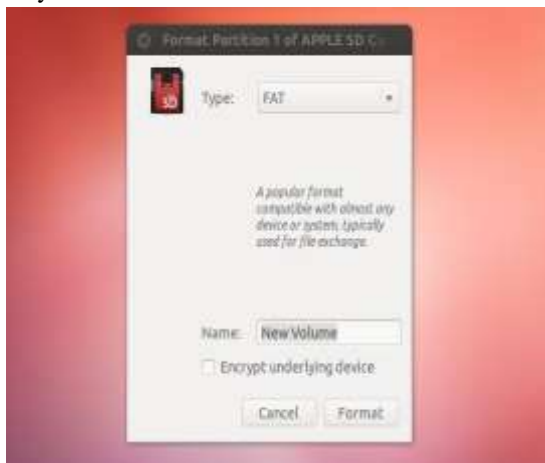 Format Partition 1 of APPLE SD C
SD
Type: FAT
A popular format
compatible with almost any
device or system, typically
used for file exchange.
Name: New Volume
Encrypt underlying device
Cancel Format